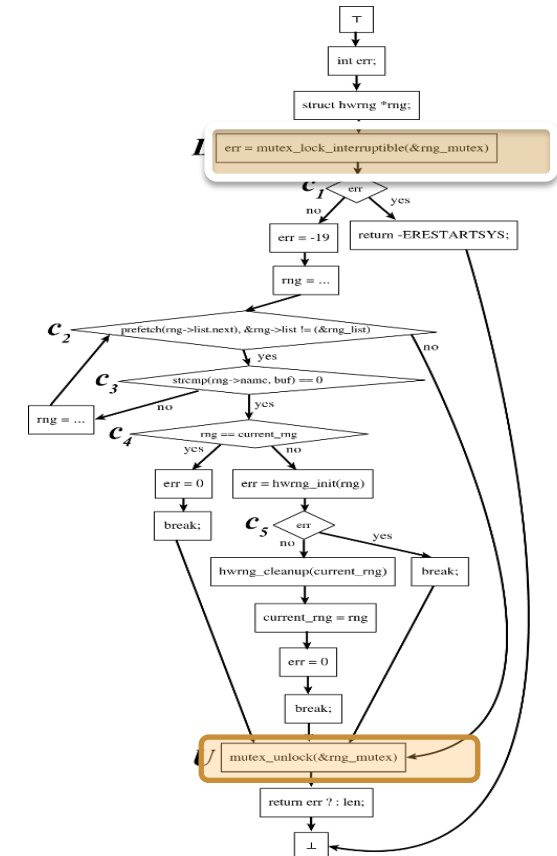 ⊤
int err;
struct hwrng *rng;
L
err = mutex_lock_interruptible(&rng_mutex)
c1
err
no
yes
err = -19
return -ERESTARTSYS;
rng = ...
c2
prefetch(rng->list.next), &rng->list != (&rng_list)
no
yes
c3
strcmp(rng->name, buf) == 0
no
yes
rng = ...
c4
rng == current_rng
yes
no
err = 0
err = hwrng_init(rng)
break;
c5
err
no
yes
hwrng_cleanup(current_rng)
break;
current_rng = rng
err = 0
break;
U
mutex_unlock(&rng_mutex)
return err ? : len;
⊥